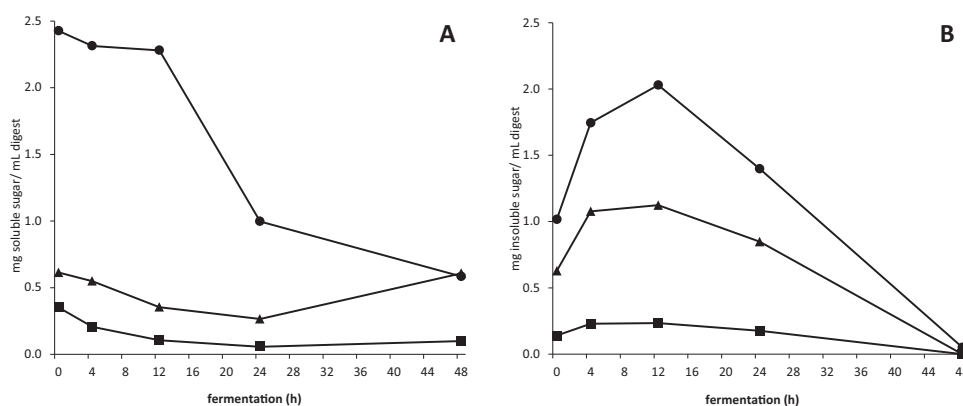 A
2.5
2.0
1.5
1.0
0.5
0.0
mg soluble sugar/ mL digest
0 4 8 12 16 20 24 28 32 36 40 44 48
fermentation (h)
B
2.5
2.0
1.5
1.0
0.5
0.0
mg insoluble sugar/ mL digest
0 4 8 12 16 20 24 28 32 36 40 44
fermentation (h)